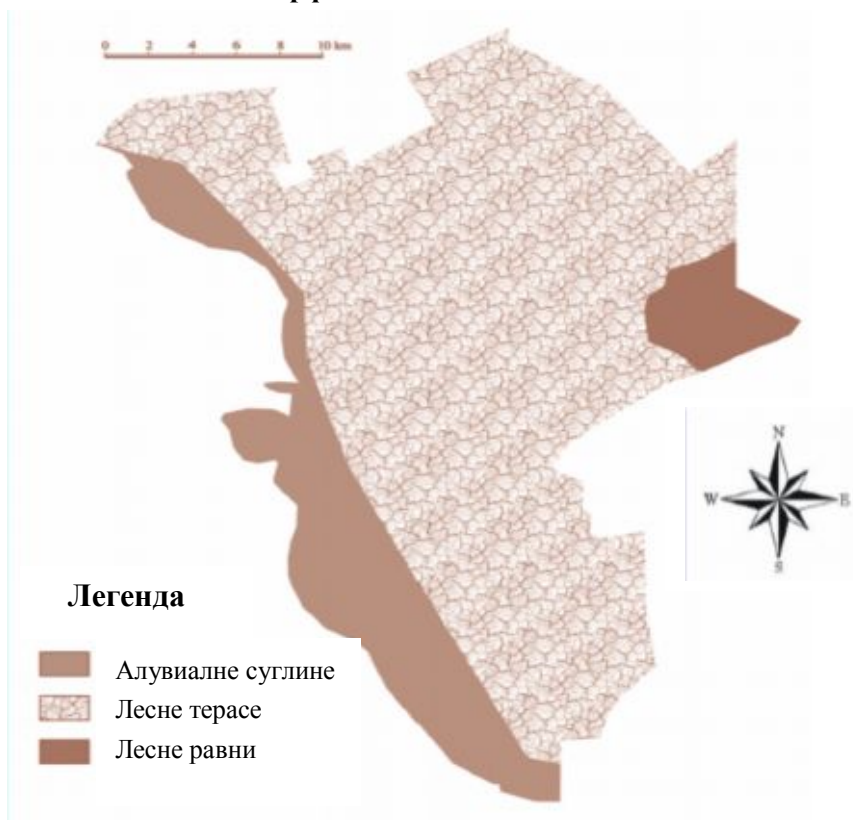 0 2 4 6 8 10 km
N
W E
S
Легенда
Алувиалне суглине
Лесне терасе
Лесне равни